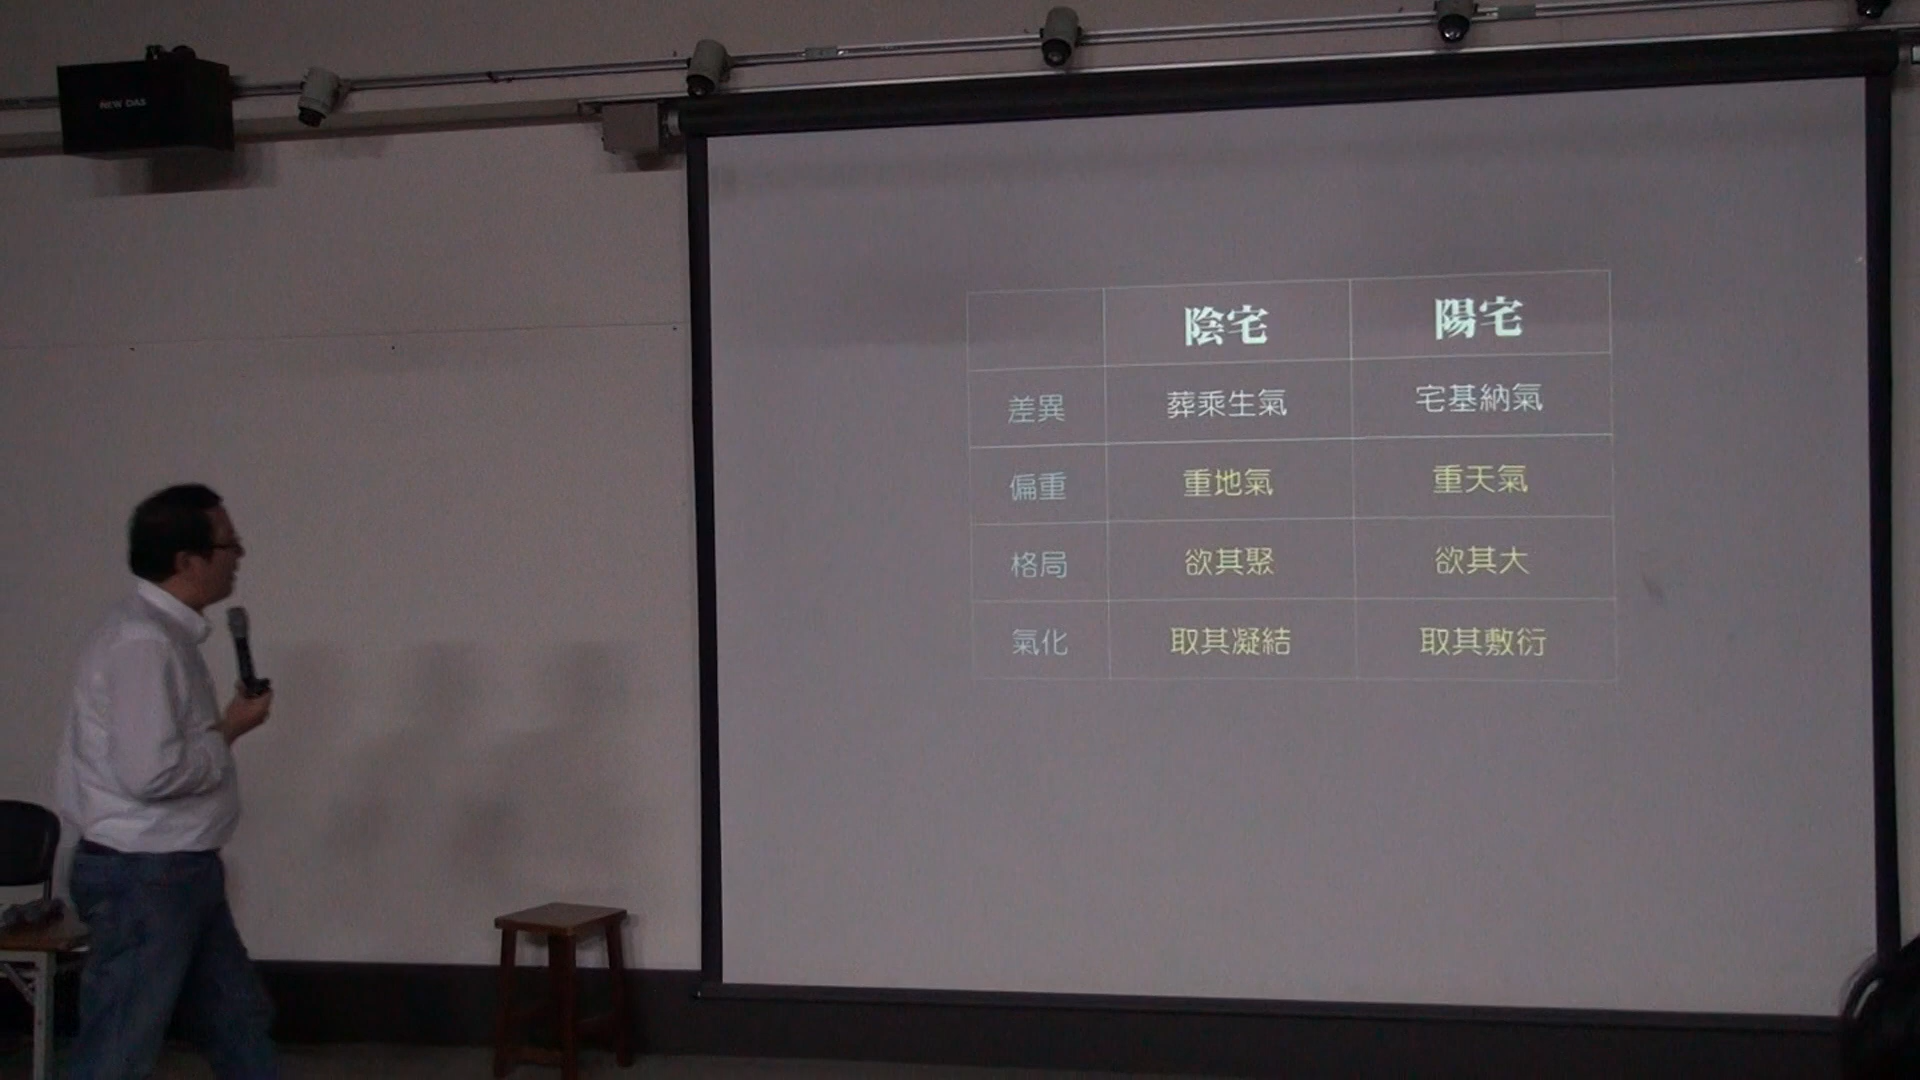 NEW DAS
陰宅 陽宅
差異 葬乘生氣 宅基納氣
偏重 重地氣 重天氣
格局 欲其聚 欲其大
氣化 取其凝結 取其敷衍